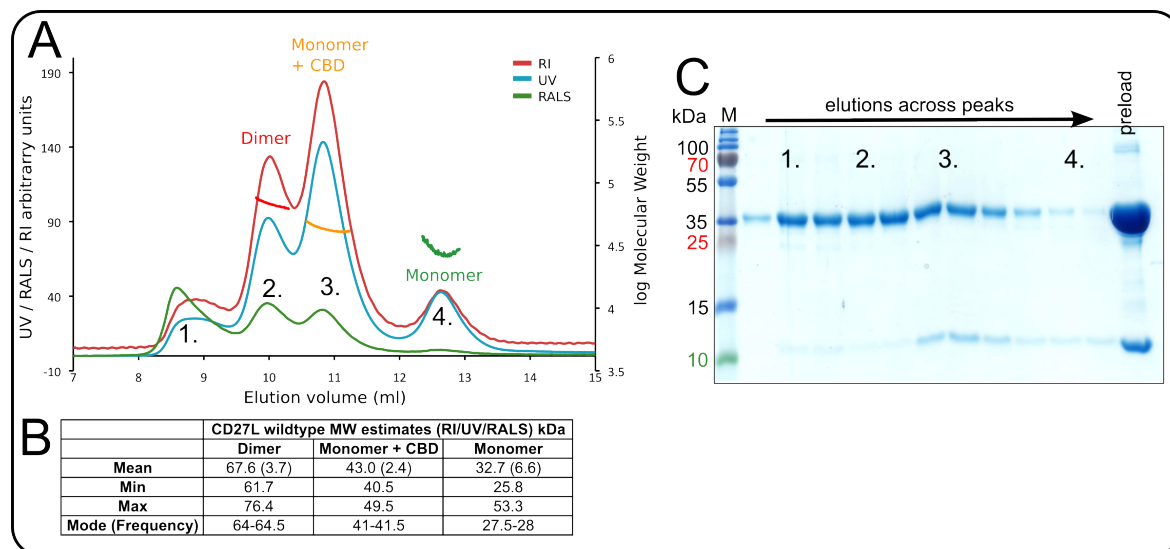 A
Monomer
+ CBD
190
140
90
40
-10
UV / RALS / RI arbitrarry units
Dimer
RI
UV
RALS
6
5.5
5
4.5
4
3.5
log Molecular Weight
Monomer
1.
2.
3.
4.
7 8 9 10 11 12 13 14 15
Elution volume (ml)
B
CD27L wildtype MW estimates (RI/UV/RALS) kDa
Dimer Monomer + CBD Monomer
Mean 67.6 (3.7) 43.0 (2.4) 32.7 (6.6)
Min 61.7 40.5 25.8
Max 76.4 49.5 53.3
Mode (Frequency) 64-64.5 41-41.5 27.5-28
C
elutions across peaks
kDa M preload
100
70
55
35
25
15
10
1. 2. 3. 4.